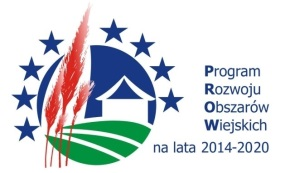 Program
Rozwoju
Obszarów
Wiejskich
na lata 2014-2020